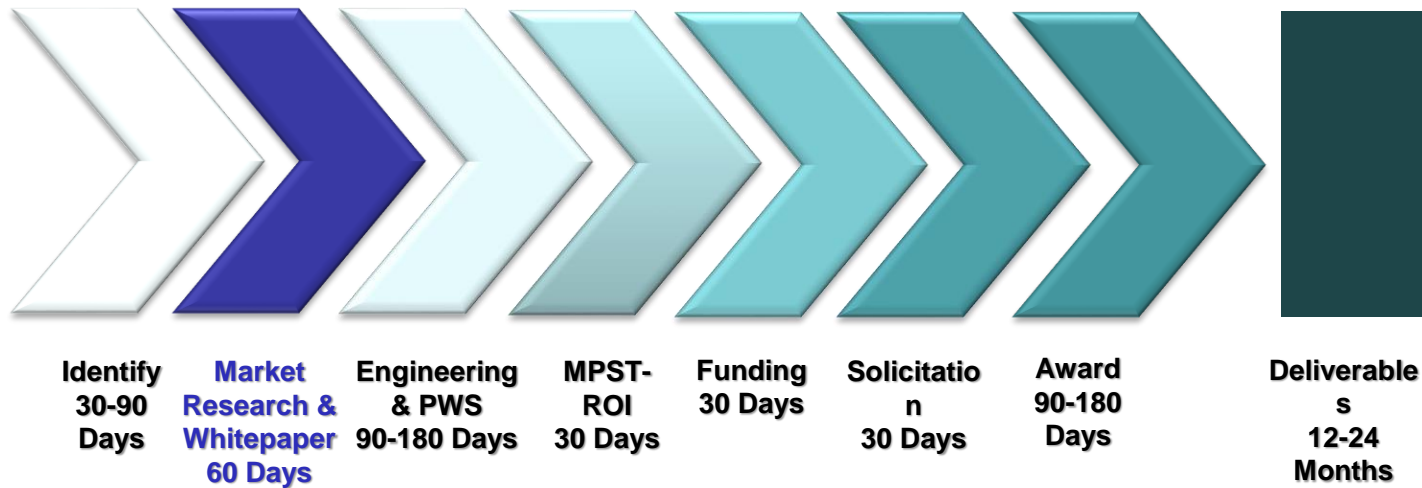 Identify
30-90
Days
Market
Research &
Whitepaper
60 Days
Engineering
& PWS
90-180 Days
MPST-
ROI
30 Days
Funding
30 Days
Solicitatio
n
30 Days
Award
90-180
Days
Deliverable
s
12-24
Months